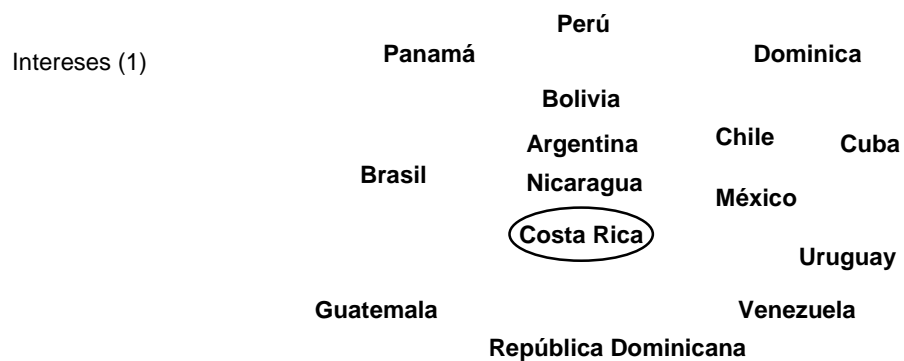 Perú
Panamá
Dominica
Intereses (1)
Bolivia
Chile
Argentina
Cuba
Brasil
Nicaragua
México
Costa Rica
Uruguay
Guatemala
Venezuela
República Dominicana